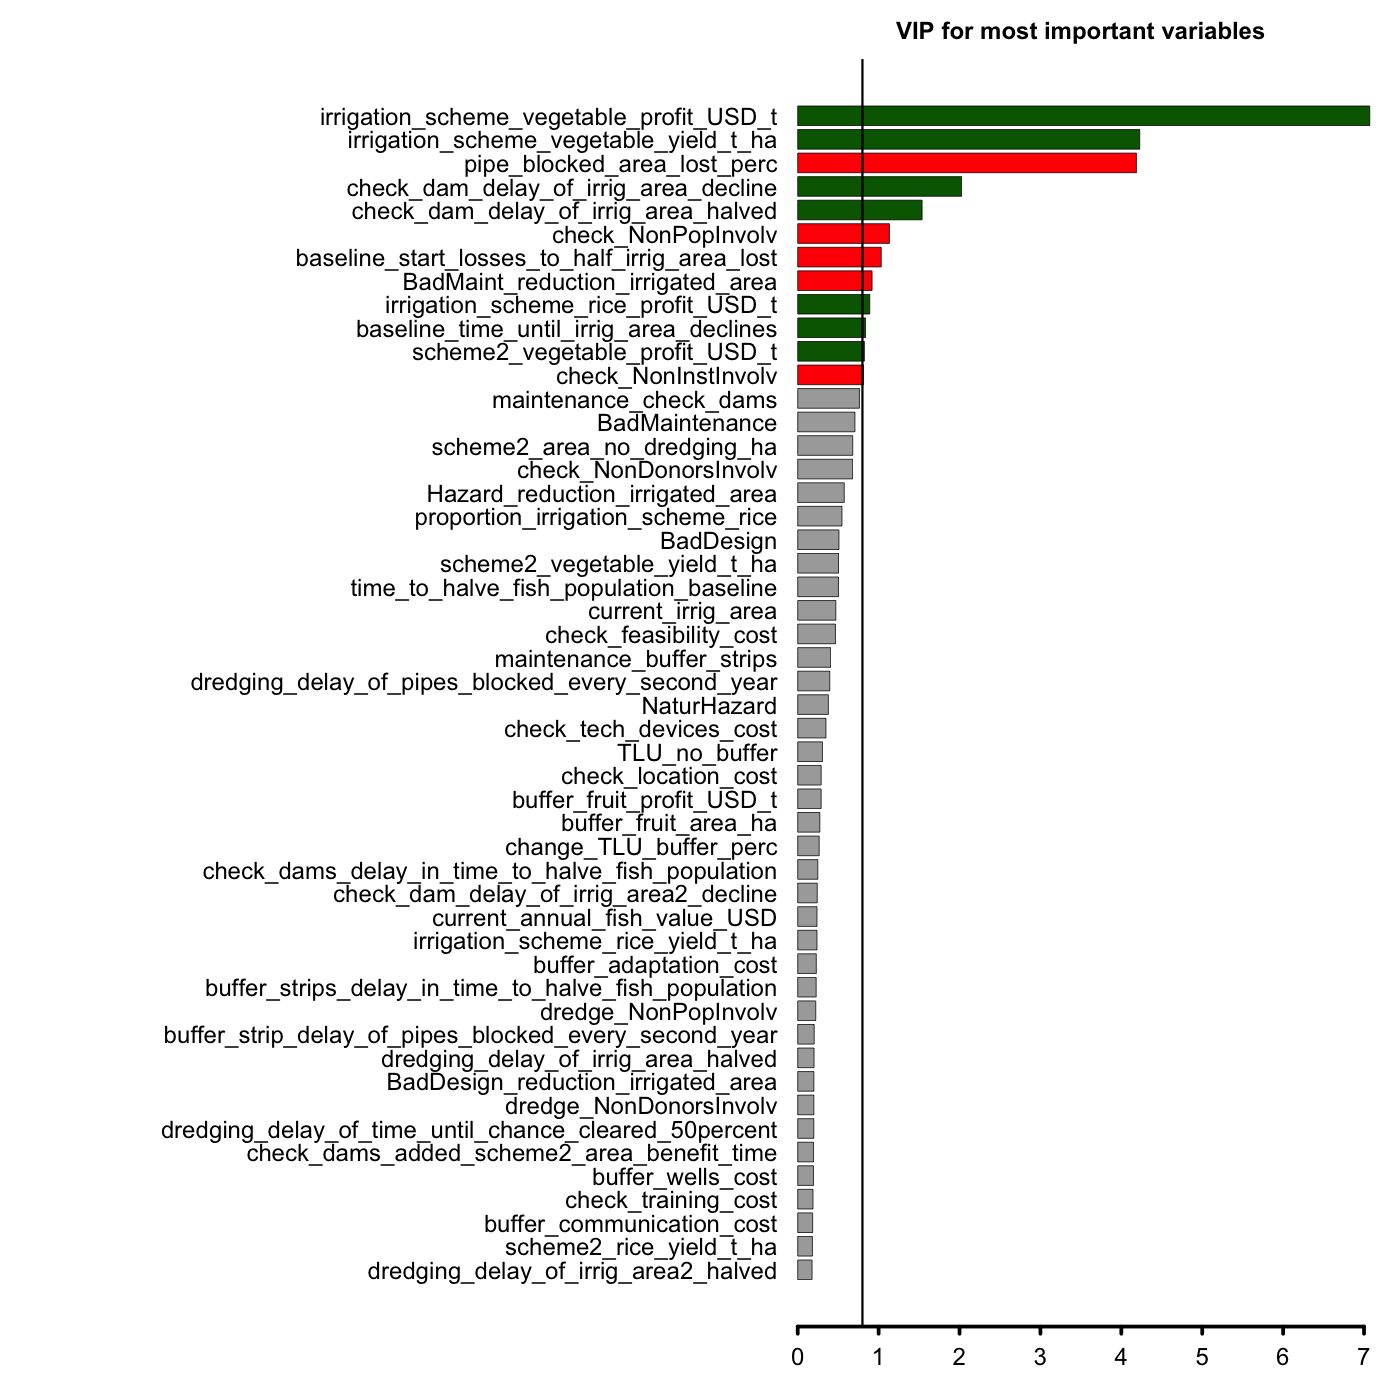 VIP for most important variables
irrigation_scheme_vegetable_profit_USD_t
irrigation_scheme_vegetable_yield_t_ha
pipe_blocked_area_lost_perc
check_dam_delay_of_irrig_area_decline
check_dam_delay_of_irrig_area_halved
check_NonPopInvolv
baseline_start_losses_to_half_irrig_area_lost
BadMaint_reduction_irrigated_area
irrigation_scheme_rice_profit_USD_t
baseline_time_until_irrig_area_declines
scheme2_vegetable_profit_USD_t
check_NonInstInvolv
maintenance_check_dams
BadMaintenance
scheme2_area_no_dredging_ha
check_NonDonorsInvolv
Hazard_reduction_irrigated_area
proportion_irrigation_scheme_rice
BadDesign
scheme2_vegetable_yield_t_ha
time_to_halve_fish_population_baseline
current_irrig_area
check_feasibility_cost
maintenance_buffer_strips
dredging_delay_of_pipes_blocked_every_second_year
NaturHazard
check_tech_devices_cost
TLU_no_buffer
check_location_cost
buffer_fruit_profit_USD_t
buffer_fruit_area_ha
change_TLU_buffer_perc
check_dams_delay_in_time_to_halve_fish_population
check_dam_delay_of_irrig_area2_decline
current_annual_fish_value_USD
irrigation_scheme_rice_yield_t_ha
buffer_adaptation_cost
buffer_strips_delay_in_time_to_halve_fish_population
dredge_NonPopInvolv
buffer_strip_delay_of_pipes_blocked_every_second_year
dredging_delay_of_irrig_area_halved
BadDesign_reduction_irrigated_area
dredge_NonDonorsInvolv
dredging_delay_of_time_until_chance_cleared_50percent
check_dams_added_scheme2_area_benefit_time
buffer_wells_cost
check_training_cost
buffer_communication_cost
scheme2_rice_yield_t_ha
dredging_delay_of_irrig_area2_halved
0 1 2 3 4 5 6 7